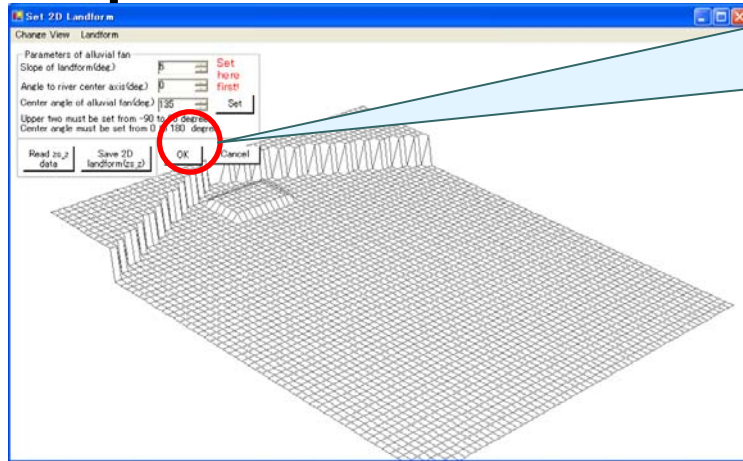 Set 2D Landform
Change View Landform
Parameters of alluvial fan
Slope of landform(deg.) 5 Set
here
Angle to river center axis(deg.) 0 first!
Center angle of alluvial fan(deg.) 135 Set
Upper two must be set from -90 to degree
Center angle must be set from 0 180 degre
Read zs_z
data
Save 2D
landform(zs_z)
OK
Cancel